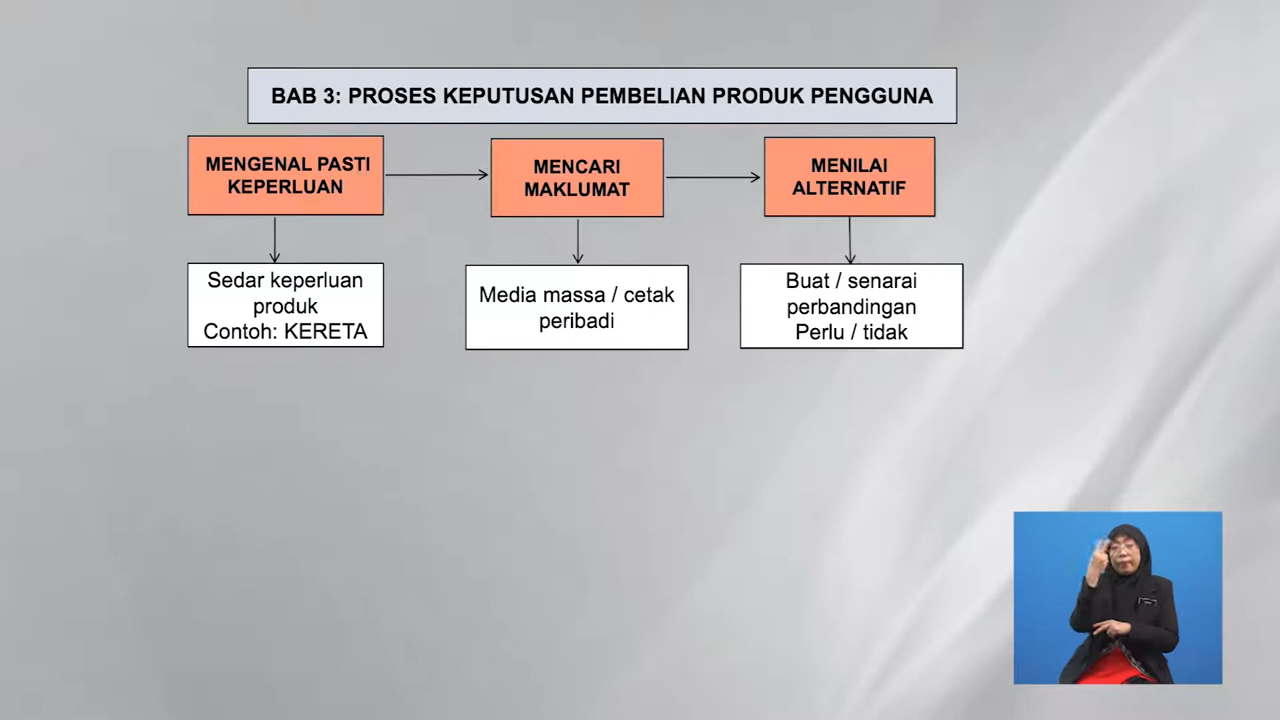 BAB 3: PROSES KEPUTUSAN PEMBELIAN PRODUK PENGGUNA
MENGENAL PASTI
KEPERLUAN
MENCARI
MAKLUMAT
MENILAI
ALTERNATIF
Sedar keperluan
produk
Contoh: KERETA
Media massa / cetak
peribadi
Buat / senarai
perbandingan
Perlu / tidak